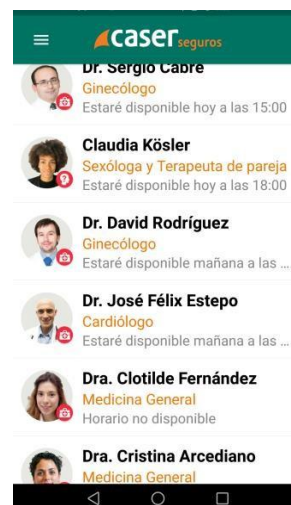 caser seguros
Dr. Sergio Cabré
Ginecólogo
Estaré disponible hoy a las 15:00
Claudia Kösler
Sexóloga y Terapeuta de pareja
Estaré disponible hoy a las 18:00
Dr. David Rodríguez
Ginecólogo
Estaré disponible mañana a las ...
Dr. José Félix Estepo
Cardiólogo
Estaré disponible mañana a las ...
Dra. Clotilde Fernández
Medicina General
Horario no disponible
Dra. Cristina Arcediano
Medicina General